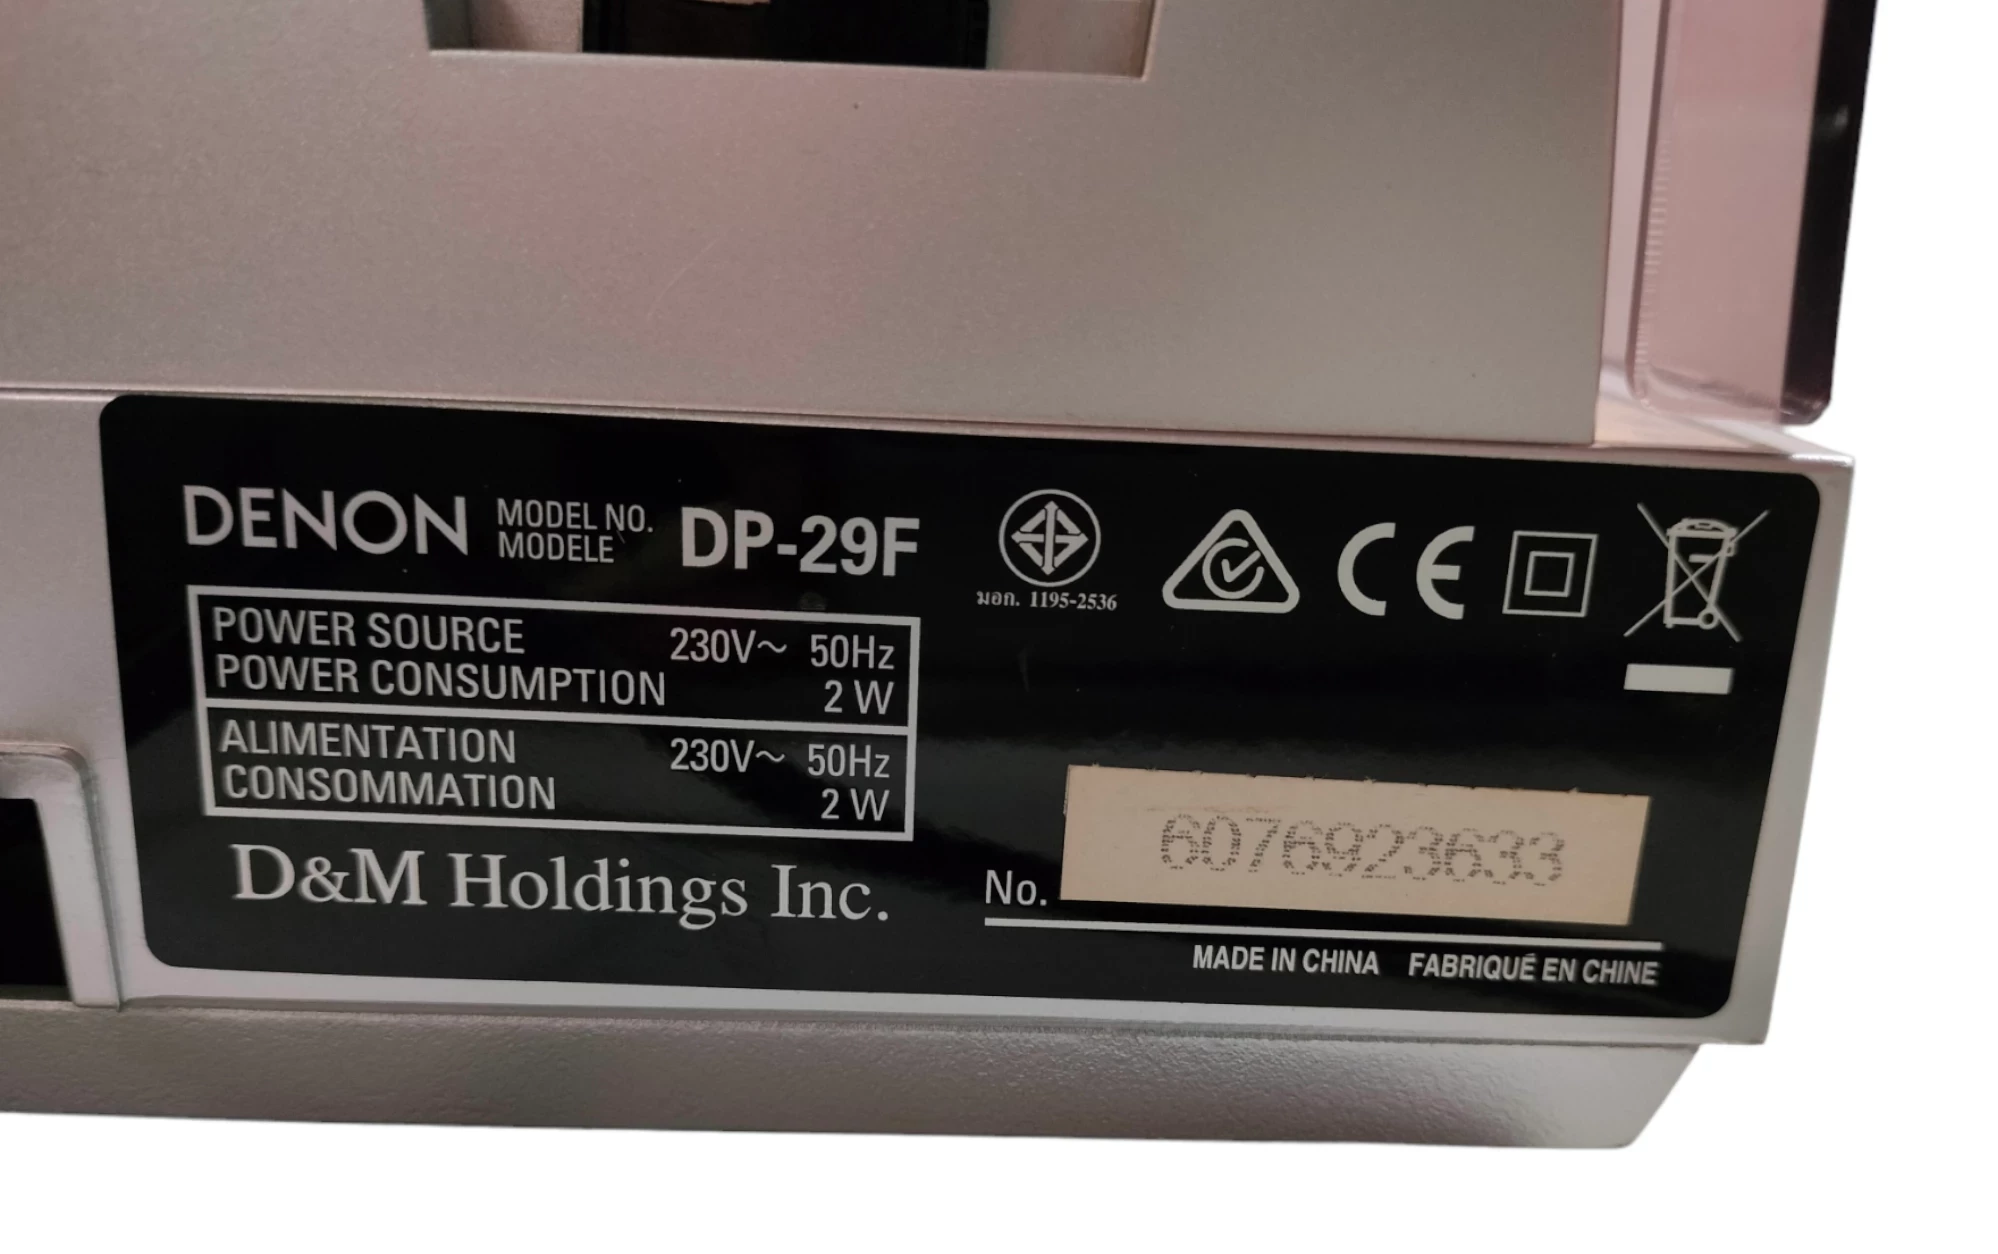 DENON MODEL NO. MODELE DP-29F
มอก. 1195-2536
POWER SOURCE 230V~ 50Hz
POWER CONSUMPTION 2 W
ALIMENTATION 230V~ 50Hz
CONSOMMATION 2 W
D&M Holdings Inc.
No. 6076923633
MADE IN CHINA FABRIQUÉ EN CHINE